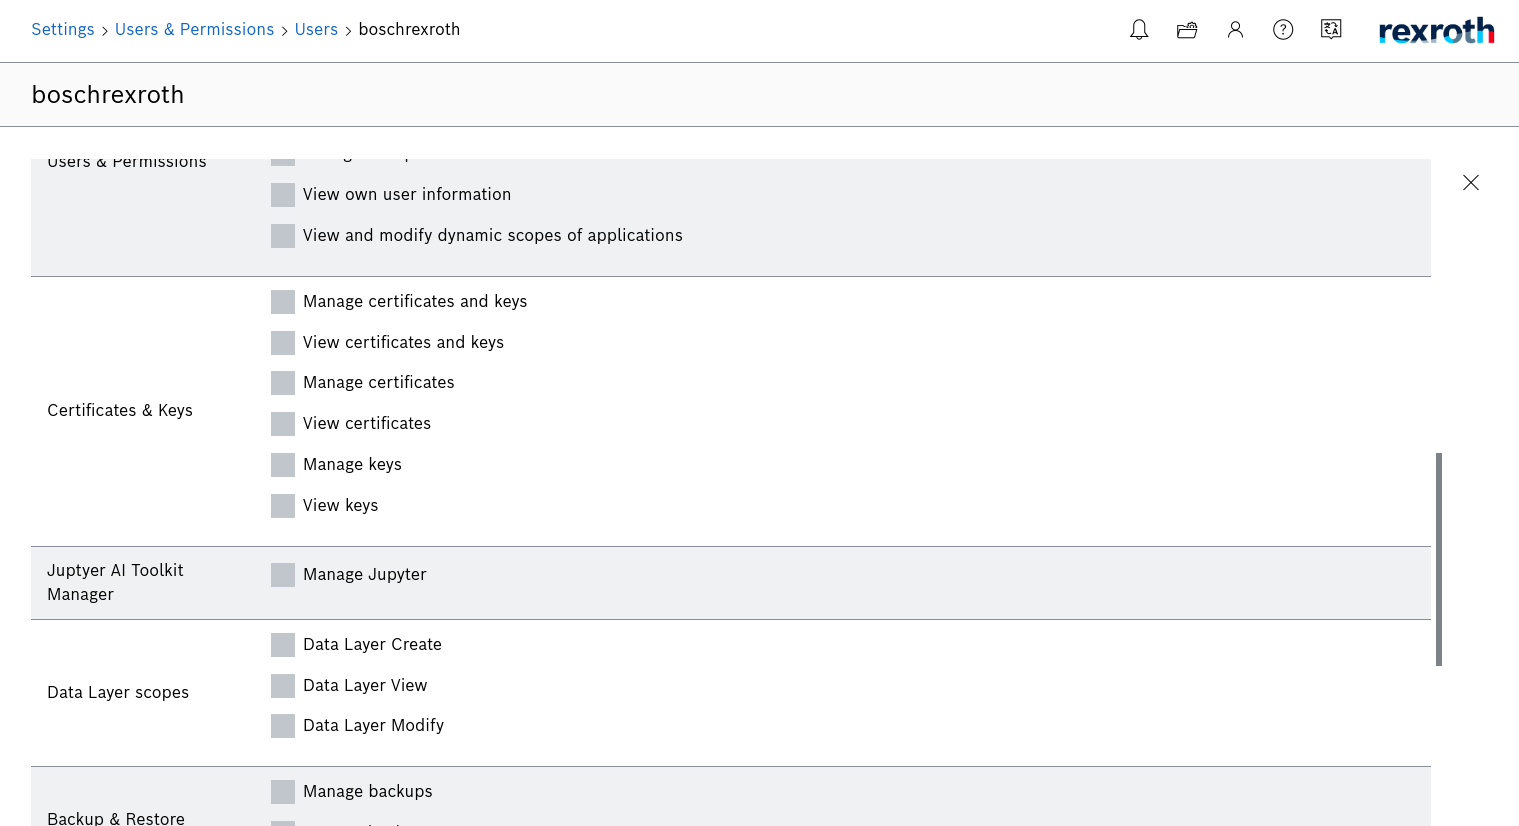 Settings > Users & Permissions > Users > boschrexroth
rexroth
boschrexroth
Users & Permissions
View own user information
View and modify dynamic scopes of applications
Certificates & Keys
Manage certificates and keys
View certificates and keys
Manage certificates
View certificates
Manage keys
View keys
Juptyer AI Toolkit
Manager
Manage Jupyter
Data Layer scopes
Data Layer Create
Data Layer View
Data Layer Modify
Backup & Restore
Manage backups